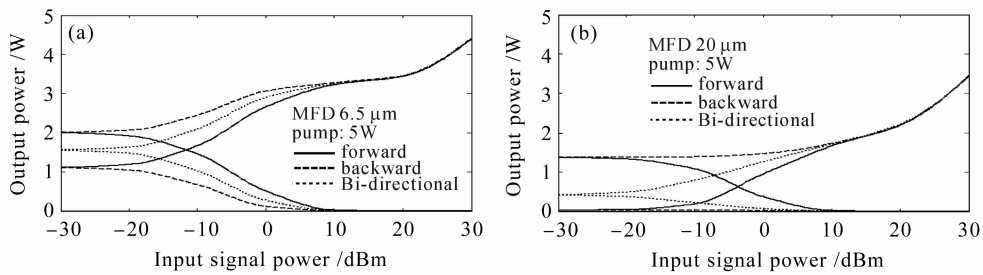 (a)
5
4
3
2
1
0
Output power /W
MFD 6.5 μm
pump: 5W
forward
backward
Bi-directional
−30 −20 −10 0 10 20 30
Input signal power /dBm
(b)
5
4
3
2
1
0
Output power /W
MFD 20 μm
pump: 5W
forward
backward
Bi-directional
−30 −20 −10 0 10 20 30
Input signal power /dBm